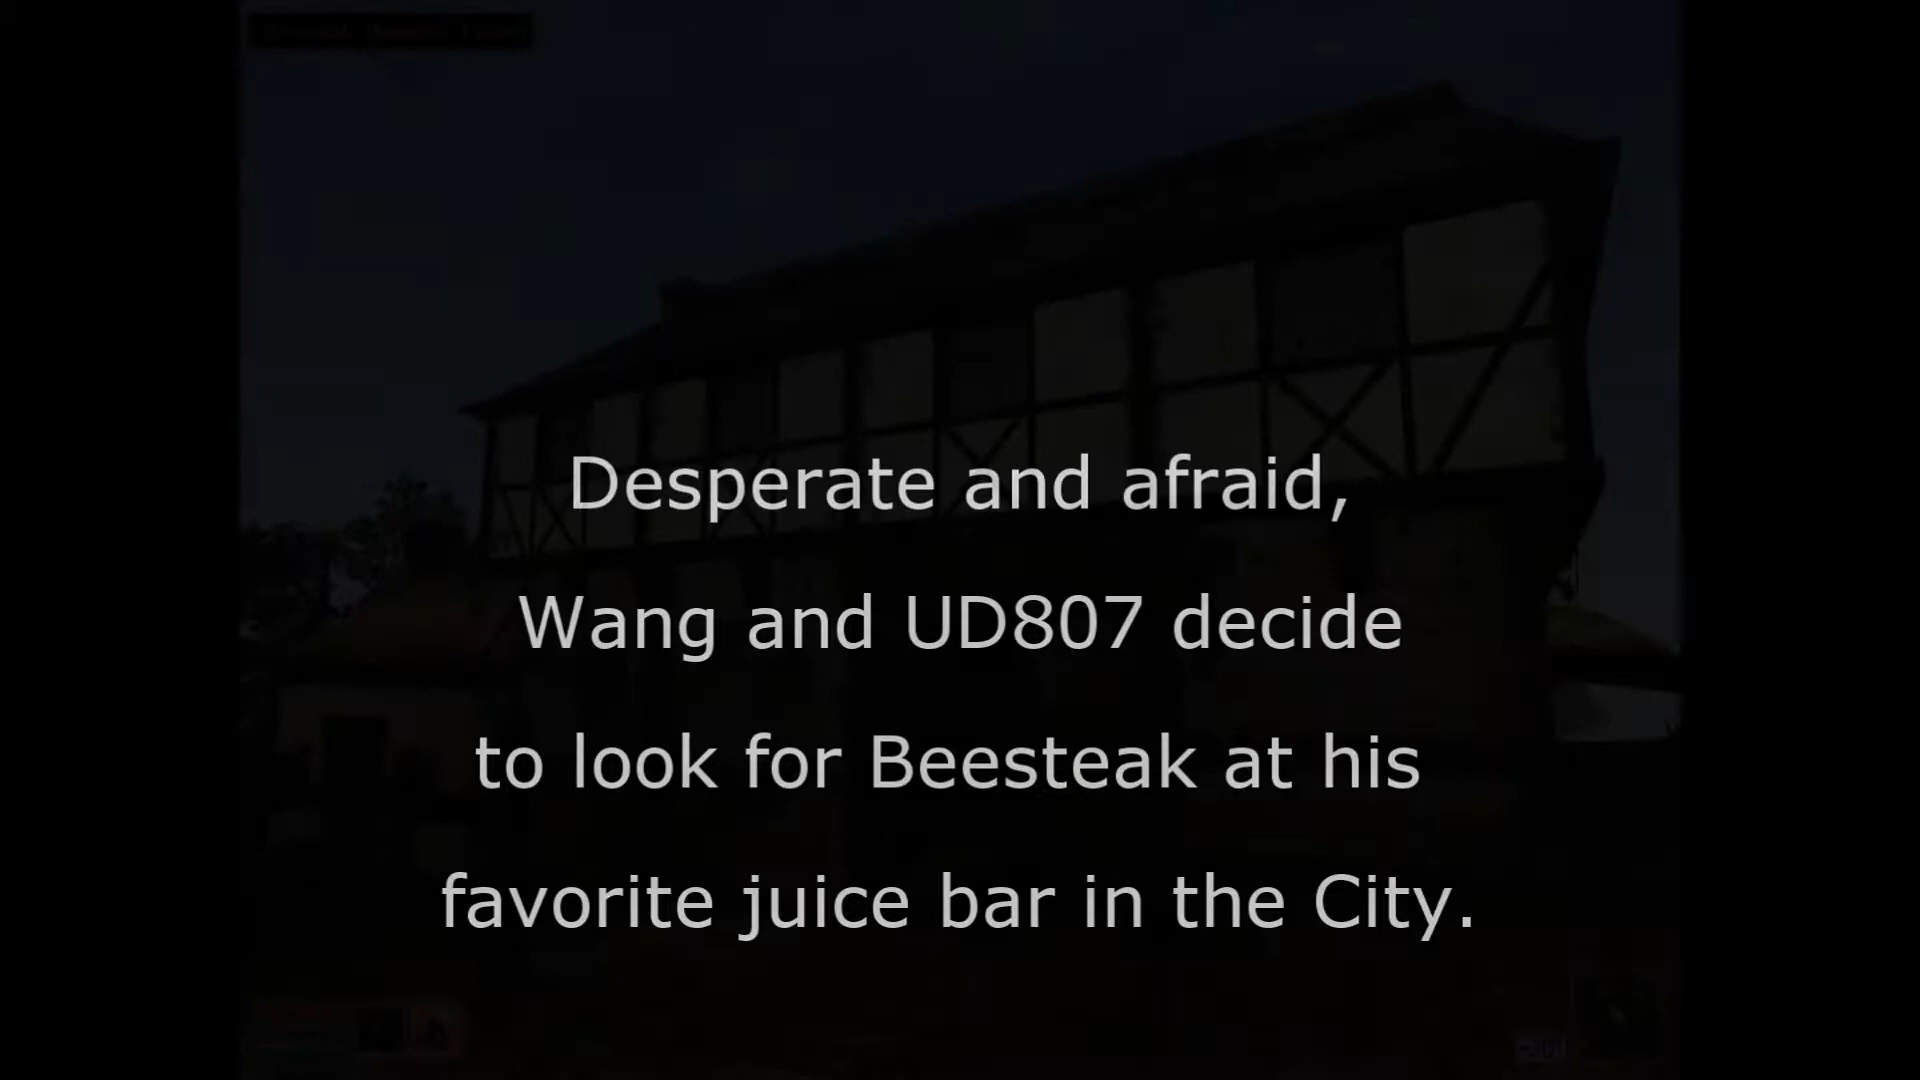 Desperate and afraid,
Wang and UD807 decide
to look for Beesteak at his
favorite juice bar in the City.